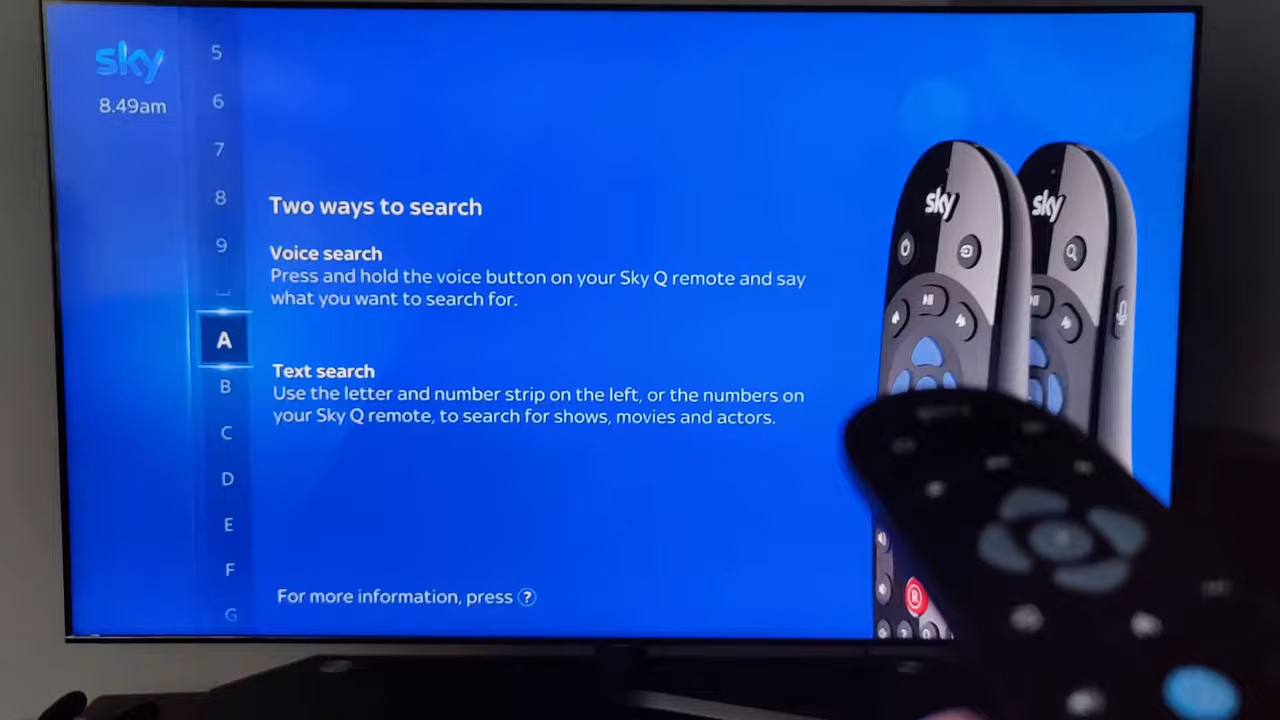 sky
8.49am
5
6
7
8
9
A
B
C
D
E
F
G
Two ways to search
Voice search
Press and hold the voice button on your Sky Q remote and say
what you want to search for.
Text search
Use the letter and number strip on the left, or the numbers on
your Sky Q remote, to search for shows, movies and actors.
For more information, press ?
sky
sky
R